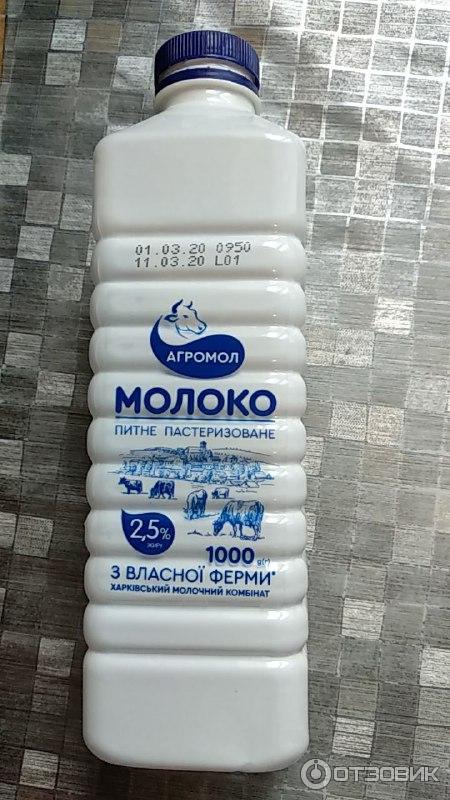 01.03.20 0950
11.03.20 L01
АГРОМОЛ
МОЛОКО
ПИТНЕ ПАСТЕРИЗОВАНЕ
2,5%
ЖИРУ
1000 g(г)
З ВЛАСНОЇ ФЕРМИ*
ХАРКІВСЬКИЙ МОЛОЧНИЙ КОМБІНАТ
ОТЗОВИК